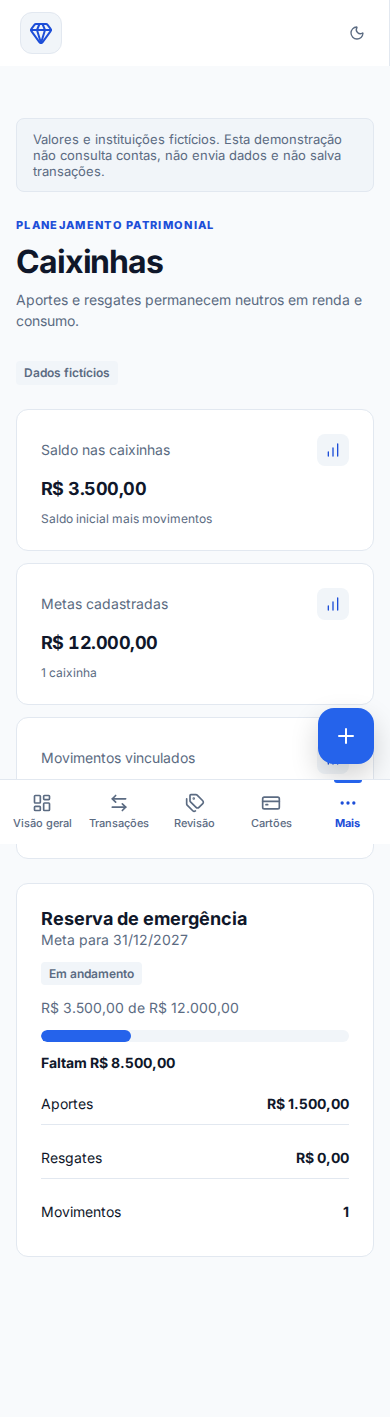 Valores e instituições fictícios. Esta demonstração
não consulta contas, não envia dados e não salva
transações.
PLANEJAMENTO PATRIMONIAL
Caixinhas
Aportes e resgates permanecem neutros em renda e
consumo.
Dados fictícios
Saldo nas caixinhas
R$ 3.500,00
Saldo inicial mais movimentos
Metas cadastradas
R$ 12.000,00
1 caixinha
Movimentos vinculados
Visão geral
Transações
Revisão
Cartões
Mais
Reserva de emergência
Meta para 31/12/2027
Em andamento
R$ 3.500,00 de R$ 12.000,00
Faltam R$ 8.500,00
Aportes R$ 1.500,00
Resgates R$ 0,00
Movimentos 1